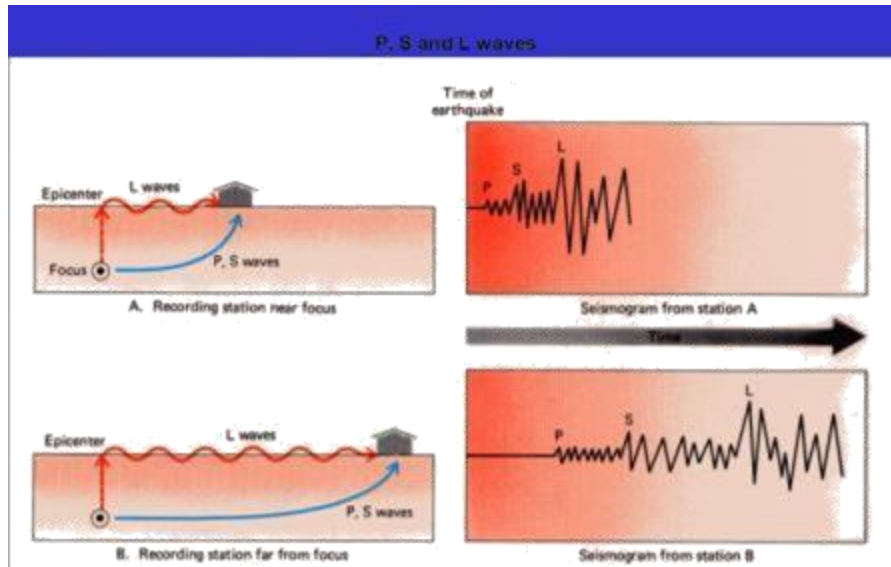 P, S and L waves
Time of
earthquake
L
S
P
Epicenter
L waves
Focus
P, S waves
A. Recording station near focus
Seismogram from station A
Time
L
S
P
Epicenter
L waves
P, S waves
B. Recording station far from focus
Seismogram from station B